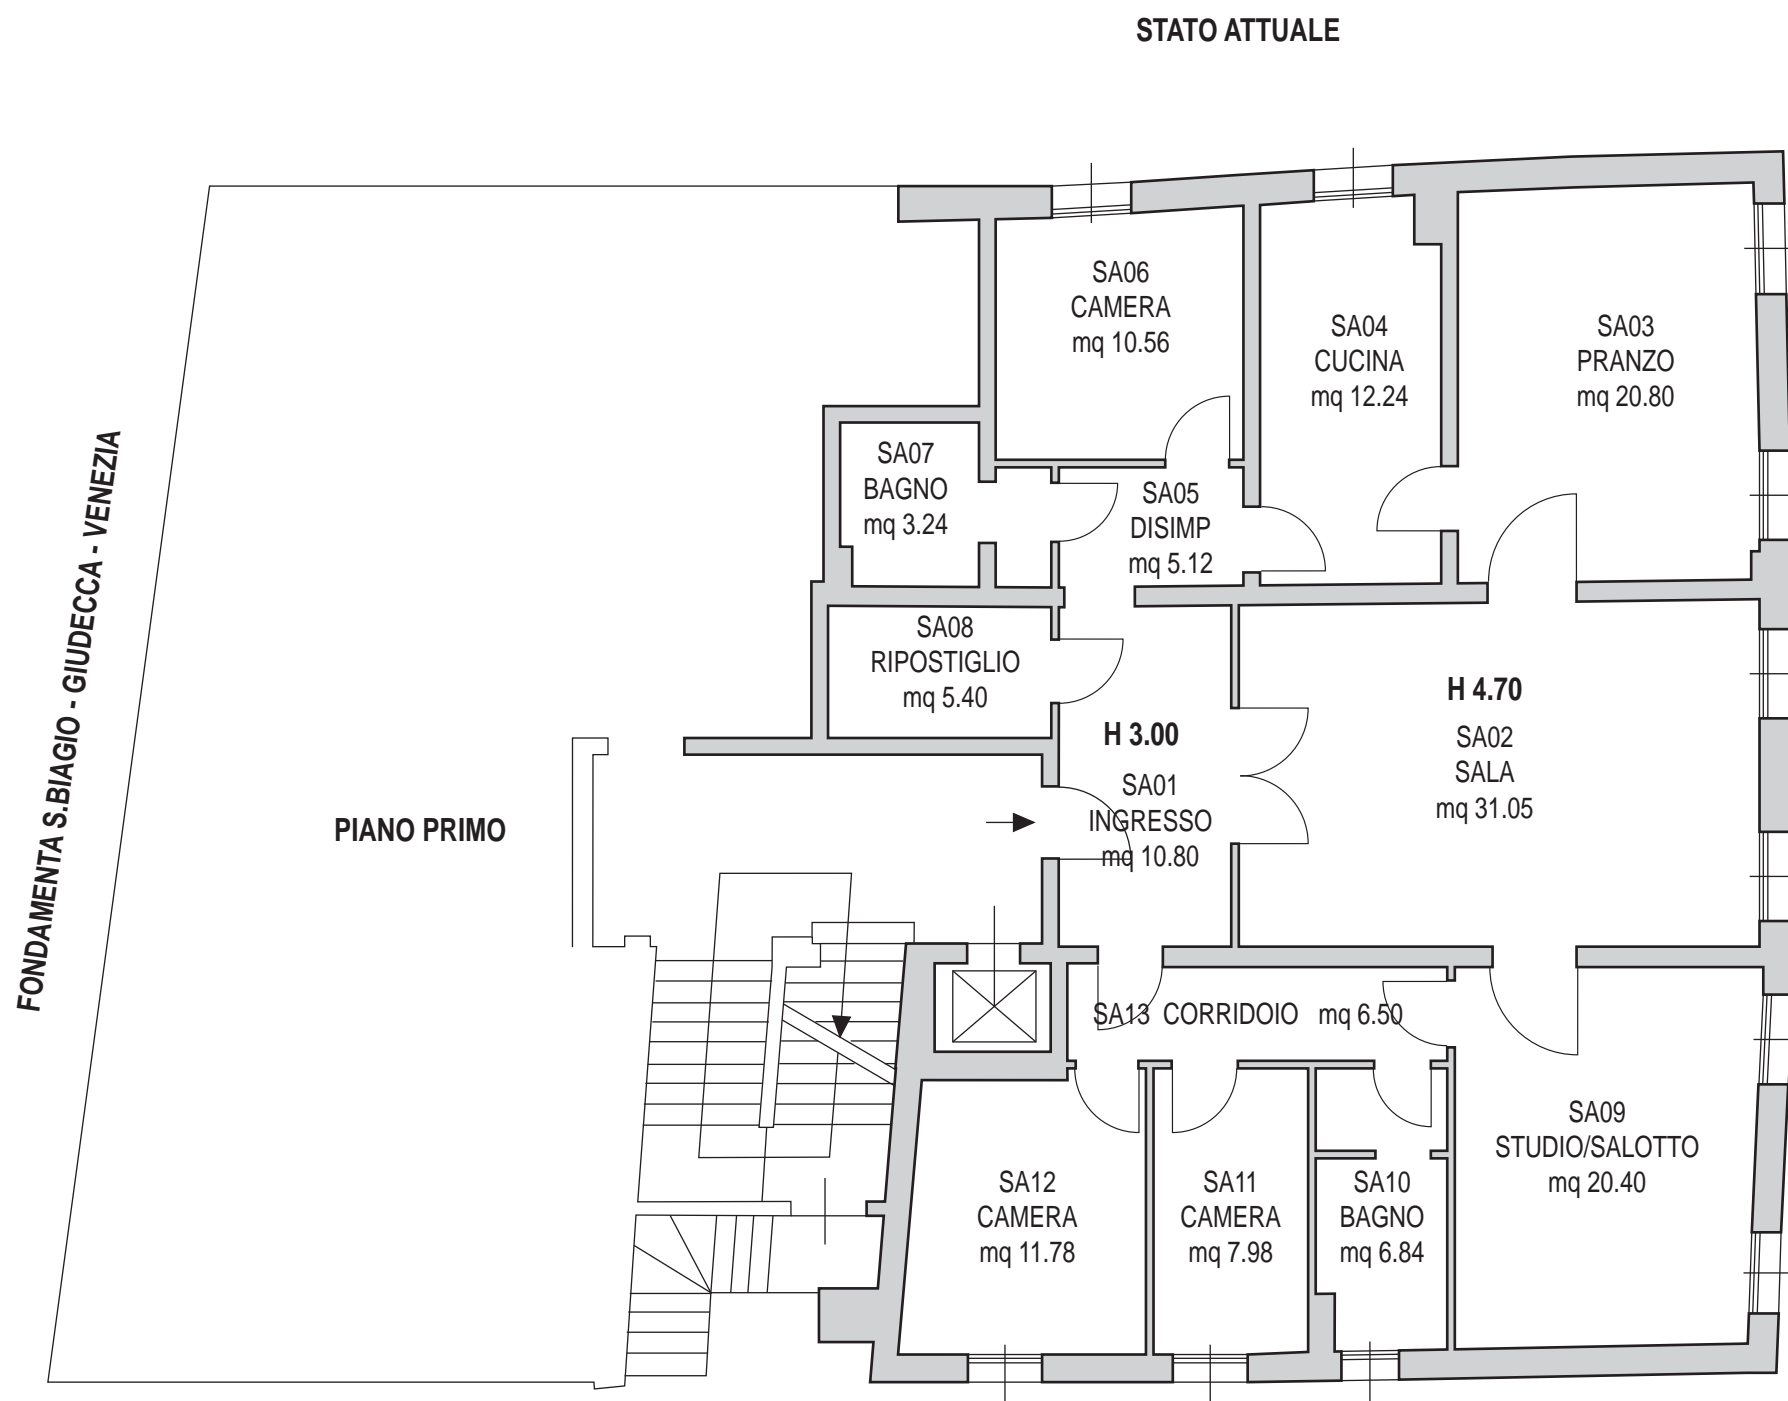 STATO ATTUALE
SA06
CAMERA
mq 10.56
SA04
CUCINA
mq 12.24
SA03
PRANZO
mq 20.80
SA07
BAGNO
mq 3.24
SA05
DISIMP
mq 5.12
FONDAMENTA S.BIAGIO - GIUDECCA - VENEZIA
SA08
RIPOSTIGLIO
mq 5.40
H 3.00
SA01
INGRESSO
mq 10.80
H 4.70
SA02
SALA
mq 31.05
PIANO PRIMO
SA13 CORRIDOIO mq 6.50
SA12
CAMERA
mq 11.78
SA11
CAMERA
mq 7.98
SA10
BAGNO
mq 6.84
SA09
STUDIO/SALOTTO
mq 20.40